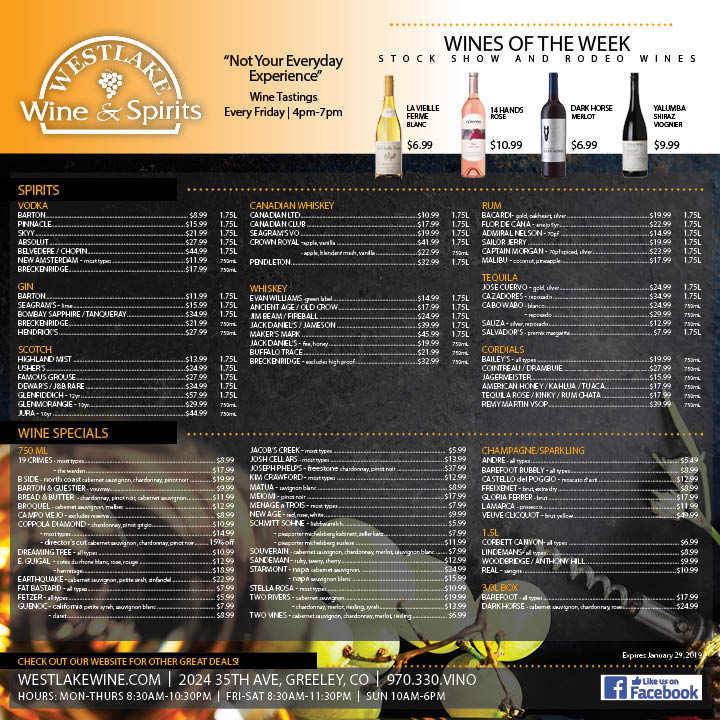 WESTLAKE
Wine & Spirits
"Not Your Everyday
Experience"
Wine Tastings
Every Friday | 4pm-7pm
WINES OF THE WEEK
STOCK SHOW AND RODEO WINES
LA VIEILLE
FERME
BLANC
$6.99
14 HANDS
ROSE
$10.99
DARK HORSE
MERLOT
$6.99
YALUMBA
SHIRAZ
VIOGNIER
$9.99
SPIRITS
VODKA
BARTON $8.99 1.75L
PINNACLE $15.99 1.75L
SKYY $21.99 1.75L
ABSOLUT $27.99 1.75L
BELVEDERE / CHOPIN $44.99 1.75L
NEW AMSTERDAM - most types $11.99 750mL
BRECKENRIDGE $17.99 750mL
GIN
BARTON $11.99 1.75L
SEAGRAM'S - lime $15.99 1.75L
BOMBAY SAPPHIRE / TANQUERAY $34.99 1.75L
BRECKENRIDGE $21.99 750mL
HENDRICK'S $27.99 750mL
SCOTCH
HIGHLAND MIST $13.99 1.75L
USHER'S $24.99 1.75L
FAMOUS GROUSE $27.99 1.75L
DEWAR'S / J&B RARE $34.99 1.75L
GLENFIDDICH - 12yr $57.99 1.75L
GLENMORANGIE - 10yr $29.99 750mL
JURA - 10yr $44.99 750mL
CANADIAN WHISKEY
CANADIAN LTD $10.99 1.75L
CANADIAN CLUB $17.99 1.75L
SEAGRAM'S VO $19.99 1.75L
CROWN ROYAL -apple, vanilla $41.99 1.75L
- apple, blender's mash, vanilla $22.99 750mL
PENDLETON $32.99 1.75L
WHISKEY
EVAN WILLIAMS -green label $14.99 1.75L
ANCIENT AGE / OLD CROW $17.99 1.75L
JIM BEAM / FIREBALL $24.99 1.75L
JACK DANIEL'S / JAMESON $39.99 1.75L
MAKER'S MARK $45.99 1.75L
JACK DANIEL'S - fire, honey $19.99 750mL
BUFFALO TRACE $21.99 750mL
BRECKENRIDGE - excludes high proof $32.99 750mL
RUM
BACARDI- gold, oakheart, silver $19.99 1.75L
FLOR DE CANA - anejo 5yr $22.99 1.75L
ADMIRAL NELSON - 70pf $14.99 1.75L
SAILOR JERRY $19.99 1.75L
CAPTAIN MORGAN - 70pf spiced, silver $23.99 1.75L
MALIBU - coconut, pineapple $17.99 1.75L
TEQUILA
JOSE CUERVO - gold, silver $24.99 1.75L
CAZADORES - reposado $34.99 1.75L
CABO WABO - blanco $24.99 750mL
- reposado $29.99 750mL
SAUZA - silver, reposado $12.99 750mL
SALVADOR'S - premix margarita $7.99 1.75L
CORDIALS
BAILEY'S - all types $19.99 750mL
COINTREAU / DRAMBUIE $27.99 750mL
JAGERMEISTER $15.99 750mL
AMERICAN HONEY / KAHLUA / TUACA $17.99 750mL
TEQUILA ROSE / KINKY / RUM CHATA $17.99 750mL
REMY MARTIN VSOP $39.99 750mL
WINE SPECIALS
750 ML
19 CRIMES - most types $8.99
- the warden $17.99
B SIDE - north coast cabernet sauvignon, chardonnay, pinot noir $19.99
BARTON & GUESTIER - vouvray $9.99
BREAD & BUTTER - chardonnay, pinot noir, cabernet sauvignon $11.99
BROQUEL - cabernet sauvignon, malbec $12.99
CAMPO VIEJO - excludes reserva $8.99
COPPOLA DIAMOND - chardonnay, pinot grigio $10.99
- most types $14.99
- director's cut cabernet sauvignon, chardonnay, pinot noir 15% off
DREAMING TREE - all types $10.99
E. GUIGAL - cotes du rhone blanc, rose, rouge $12.99
- hermitage $18.99
EARTHQUAKE - cabernet sauvignon, petite sirah, zinfandel $22.99
FAT BASTARD - all types $7.99
FETZER - all types $5.99
GUENOC - california petite syrah, sauvignon blanc $7.99
- claret $8.99
JACOB'S CREEK - most types $5.99
JOSH CELLARS - most types $13.99
JOSEPH PHELPS - freestone chardonnay, pinot noir $37.99
KIM CRAWFORD - most types $12.99
MATUA - sauvignon blanc $8.99
MEIOMI - pinot noir $17.99
MENAGE a TROIS - most types $7.99
NEW AGE - red, rose, white $9.99
SCHMITT SOHNE - liebfraumilch $5.99
- piesporter michelsberg kabinett, zeller katz $7.99
- piesporter michelsberg auslese $11.99
SOUVERAIN - cabernet sauvignon, chardonnay, merlot, sauvignon blanc $7.99
SANDEMAN - ruby, tawny, sherry $12.99
STARMONT - napa cabernet sauvignon $24.99
- napa sauvignon blanc $15.99
STELLA ROSA - most types $10.99
TWO RIVERS - cabernet sauvignon $19.99
- chardonnay, merlot, riesling, syrah $13.99
TWO VINES - cabernet sauvignon, chardonnay, merlot, riesling $6.99
CHAMPAGNE/SPARKLING
ANDRE - all types $5.49
BAREFOOT BUBBLY - all types $8.99
CASTELLO del POGGIO - moscato d'asti $12.99
FREIXENET - brut, extra dry $8.99
GLORIA FERRER - brut $17.99
LAMARCA - prosecco $11.99
VEUVE CLICQUOT - brut yellow $49.99
1.5L
CORBETT CANYON- all types $6.99
LINDEMANS- all types $8.99
WOODBRIDGE / ANTHONY HILL $9.99
REAL - sangria $10.99
3.0L BOX
BAREFOOT - all types $17.99
DARK HORSE - cabernet sauvignon, chardonnay, rose $24.99
Expires January 29, 2019
CHECK OUT OUR WEBSITE FOR OTHER GREAT DEALS!
WESTLAKEWINE.COM | 2024 35TH AVE, GREELEY, CO | 970.330.VINO
HOURS: MON-THURS 8:30AM-10:30PM | FRI-SAT 8:30AM-11:30PM | SUN 10AM-6PM
Like us on
Facebook